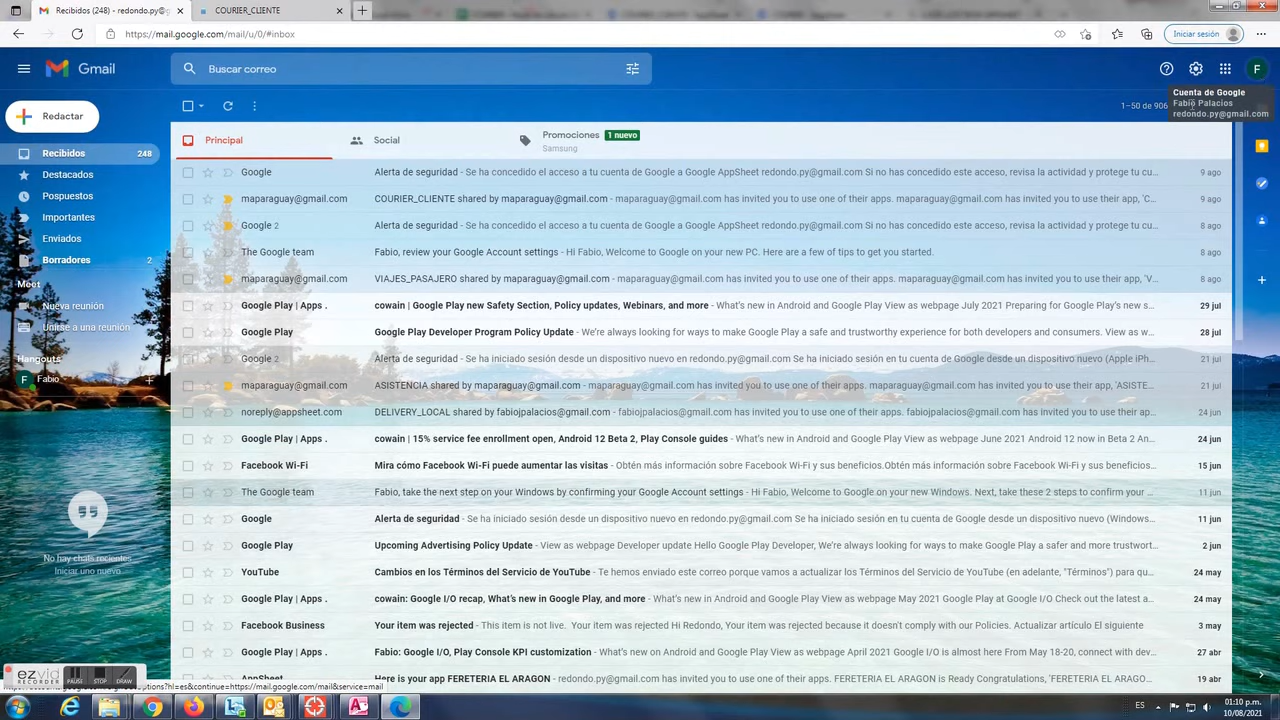 Recibidos (248) - redondo.py@g
COURIER_CLIENTE
https://mail.google.com/mail/u/0/#inbox
Iniciar sesión
Gmail
Buscar correo
F
Cuenta de Google
Fabio Palacios
redondo.py@gmail.com
Redactar
1–50 de 906
Recibidos 248
Destacados
Pospuestos
Importantes
Enviados
Borradores 2
Meet
Nueva reunión
Unirse a una reunión
Hangouts
F Fabio
No hay chats recientes
Iniciar uno nuevo
Principal
Social
Promociones 1 nuevo
Samsung
Google Alerta de seguridad - Se ha concedido el acceso a tu cuenta de Google a Google AppSheet redondo.py@gmail.com Si no has concedido este acceso, revisa la actividad y protege tu cu... 9 ago
maparaguay@gmail.com COURIER_CLIENTE shared by maparaguay@gmail.com - maparaguay@gmail.com has invited you to use one of their apps. maparaguay@gmail.com has invited you to use their app, 'C... 9 ago
Google 2 Alerta de seguridad - Se ha concedido el acceso a tu cuenta de Google a Google AppSheet redondo.py@gmail.com Si no has concedido este acceso, revisa la actividad y protege tu cu... 8 ago
The Google team Fabio, review your Google Account settings - Hi Fabio, Welcome to Google on your new PC. Here are a few of tips to get you started. 8 ago
maparaguay@gmail.com VIAJES_PASAJERO shared by maparaguay@gmail.com - maparaguay@gmail.com has invited you to use one of their apps. maparaguay@gmail.com has invited you to use their app, 'V... 8 ago
Google Play | Apps . cowain | Google Play new Safety Section, Policy updates, Webinars, and more - What's new in Android and Google Play View as webpage July 2021 Preparing for Google Play's new s... 29 jul
Google Play Google Play Developer Program Policy Update - We're always looking for ways to make Google Play a safe and trustworthy experience for both developers and consumers. View as w... 28 jul
Google 2 Alerta de seguridad - Se ha iniciado sesión desde un dispositivo nuevo en redondo.py@gmail.com Se ha iniciado sesión en tu cuenta de Google desde un dispositivo nuevo (Apple iPh... 21 jul
maparaguay@gmail.com ASISTENCIA shared by maparaguay@gmail.com - maparaguay@gmail.com has invited you to use one of their apps. maparaguay@gmail.com has invited you to use their app, 'ASISTE... 21 jul
noreply@appsheet.com DELIVERY_LOCAL shared by fabiojpalacios@gmail.com - fabiojpalacios@gmail.com has invited you to use one of their apps. fabiojpalacios@gmail.com has invited you to use their ap... 24 jun
Google Play | Apps . cowain | 15% service fee enrollment open, Android 12 Beta 2, Play Console guides - What's new in Android and Google Play View as webpage June 2021 Android 12 now in Beta 2 An... 24 jun
Facebook Wi-Fi Mira cómo Facebook Wi-Fi puede aumentar las visitas - Obtén más información sobre Facebook Wi-Fi y sus beneficios.Obtén más información sobre Facebook Wi-Fi y sus beneficios... 15 jun
The Google team Fabio, take the next step on your Windows by confirming your Google Account settings - Hi Fabio, Welcome to Google on your new Windows. Next, take these 2 steps to confirm your ... 11 jun
Google Alerta de seguridad - Se ha iniciado sesión desde un dispositivo nuevo en redondo.py@gmail.com Se ha iniciado sesión en tu cuenta de Google desde un dispositivo nuevo (Windows... 11 jun
Google Play Upcoming Advertising Policy Update - View as webpage Developer update Hello Google Play Developer, We're always looking for ways to make Google Play a safer and more trustwort... 2 jun
YouTube Cambios en los Términos del Servicio de YouTube - Te hemos enviado este correo porque vamos a actualizar los Términos del Servicio de YouTube (en adelante, "Términos") para qu... 24 may
Google Play | Apps . cowain: Google I/O recap, What's new in Google Play, and more - What's new in Android and Google Play View as webpage May 2021 Google Play at Google I/O Check out the latest a... 24 may
Facebook Business Your item was rejected - This item is not live. Your item was rejected Hi Redondo, Your item was rejected because it doesn't comply with our Policies. Actualizar artículo El siguiente 3 may
Google Play | Apps . Fabio: Google I/O, Play Console KPI customization - View as webpage April 2021 Google I/O is almost here From May 18-20, connect with dev... 27 abr
AppSheet Here is your app FERETERIA EL ARAGON - redondo.py@gmail.com has invited you to use their app. FERETERIA EL ARAGON is Ready Congratulations, 'FERETERIA EL ARAGON' is ready... 19 abr
ezvid
RECORDER
PAUSE STOP DRAW
ES
01:10 p.m.
10/08/2021